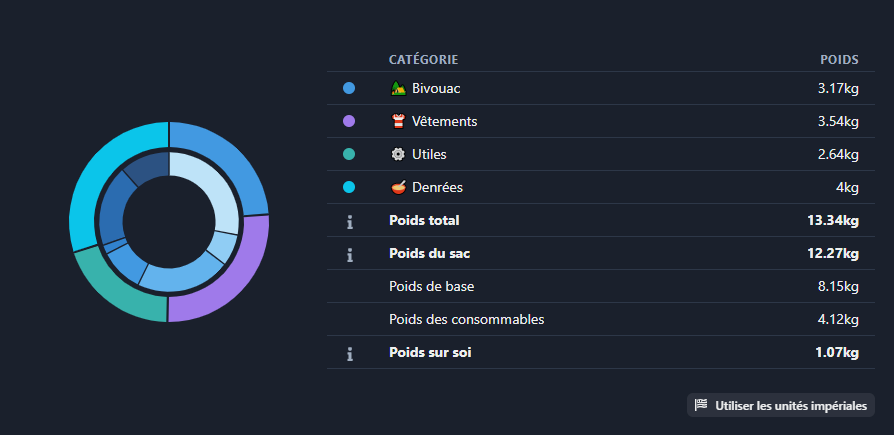 CATÉGORIE POIDS
Bivouac 3.17kg
Vêtements 3.54kg
Utiles 2.64kg
Denrées 4kg
Poids total 13.34kg
Poids du sac 12.27kg
Poids de base 8.15kg
Poids des consommables 4.12kg
Poids sur soi 1.07kg
Utiliser les unités impériales